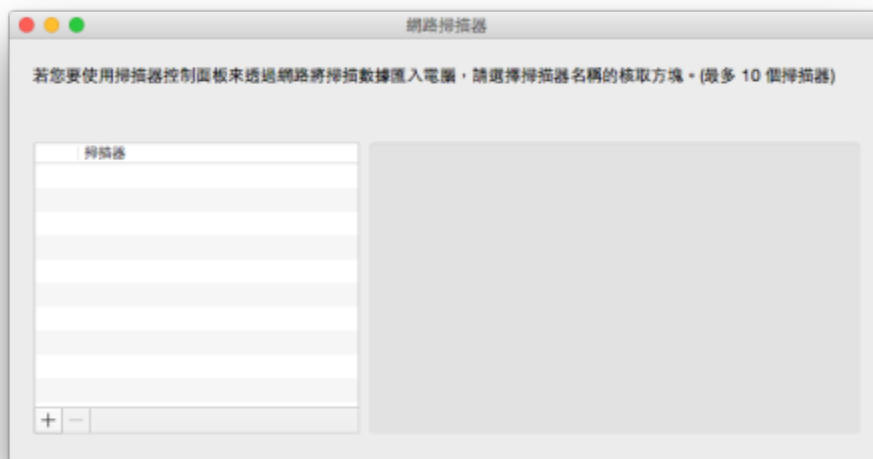 網路掃描器
若您要使用掃描器控制面板来透過網路將掃描數據匯入電腦，請選擇掃描器名稱的核取方塊。(最多 10 個掃描器)
掃描器